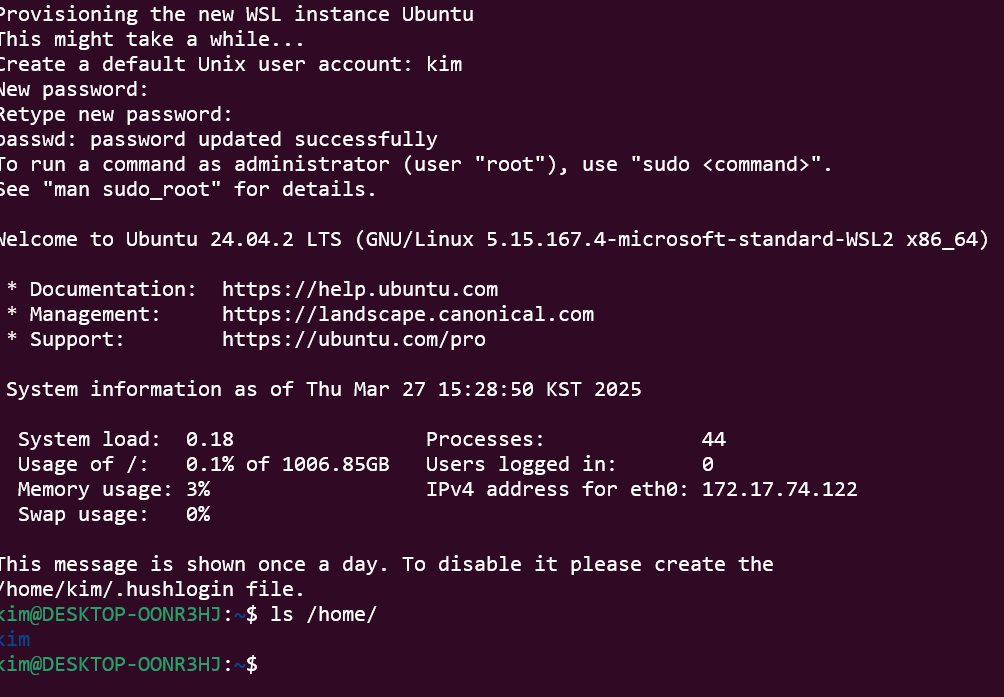 Provisioning the new WSL instance Ubuntu
This might take a while...
Create a default Unix user account: kim
New password:
Retype new password:
passwd: password updated successfully
To run a command as administrator (user "root"), use "sudo <command>".
See "man sudo_root" for details.
Welcome to Ubuntu 24.04.2 LTS (GNU/Linux 5.15.167.4-microsoft-standard-WSL2 x86_64)
* Documentation:  https://help.ubuntu.com
* Management:     https://landscape.canonical.com
* Support:        https://ubuntu.com/pro
System information as of Thu Mar 27 15:28:50 KST 2025
System load:  0.18                Processes:             44
Usage of /:   0.1% of 1006.85GB   Users logged in:       0
Memory usage: 3%                  IPv4 address for eth0: 172.17.74.122
Swap usage:   0%
This message is shown once a day. To disable it please create the
/home/kim/.hushlogin file.
kim@DESKTOP-OONR3HJ:~$ ls /home/
kim
kim@DESKTOP-OONR3HJ:~$